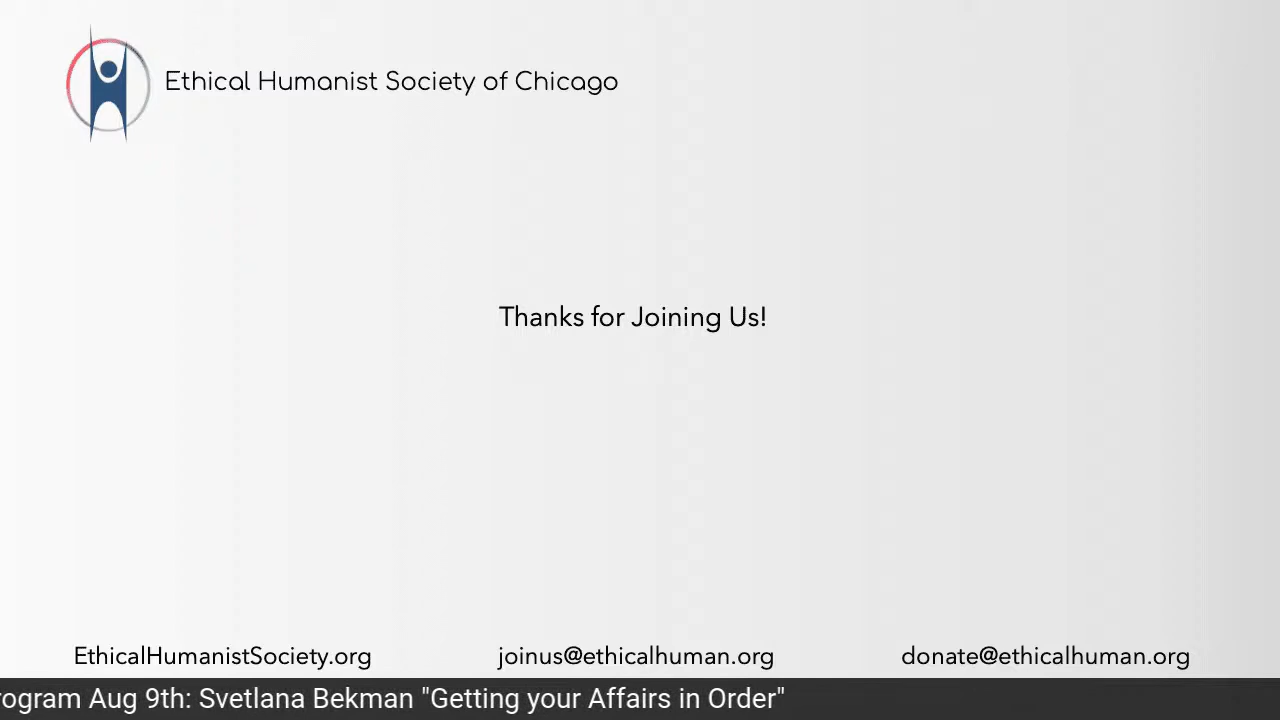 Ethical Humanist Society of Chicago
Thanks for Joining Us!
EthicalHumanistSociety.org
joinus@ethicalhuman.org
donate@ethicalhuman.org
rogram Aug 9th: Svetlana Bekman "Getting your Affairs in Order"